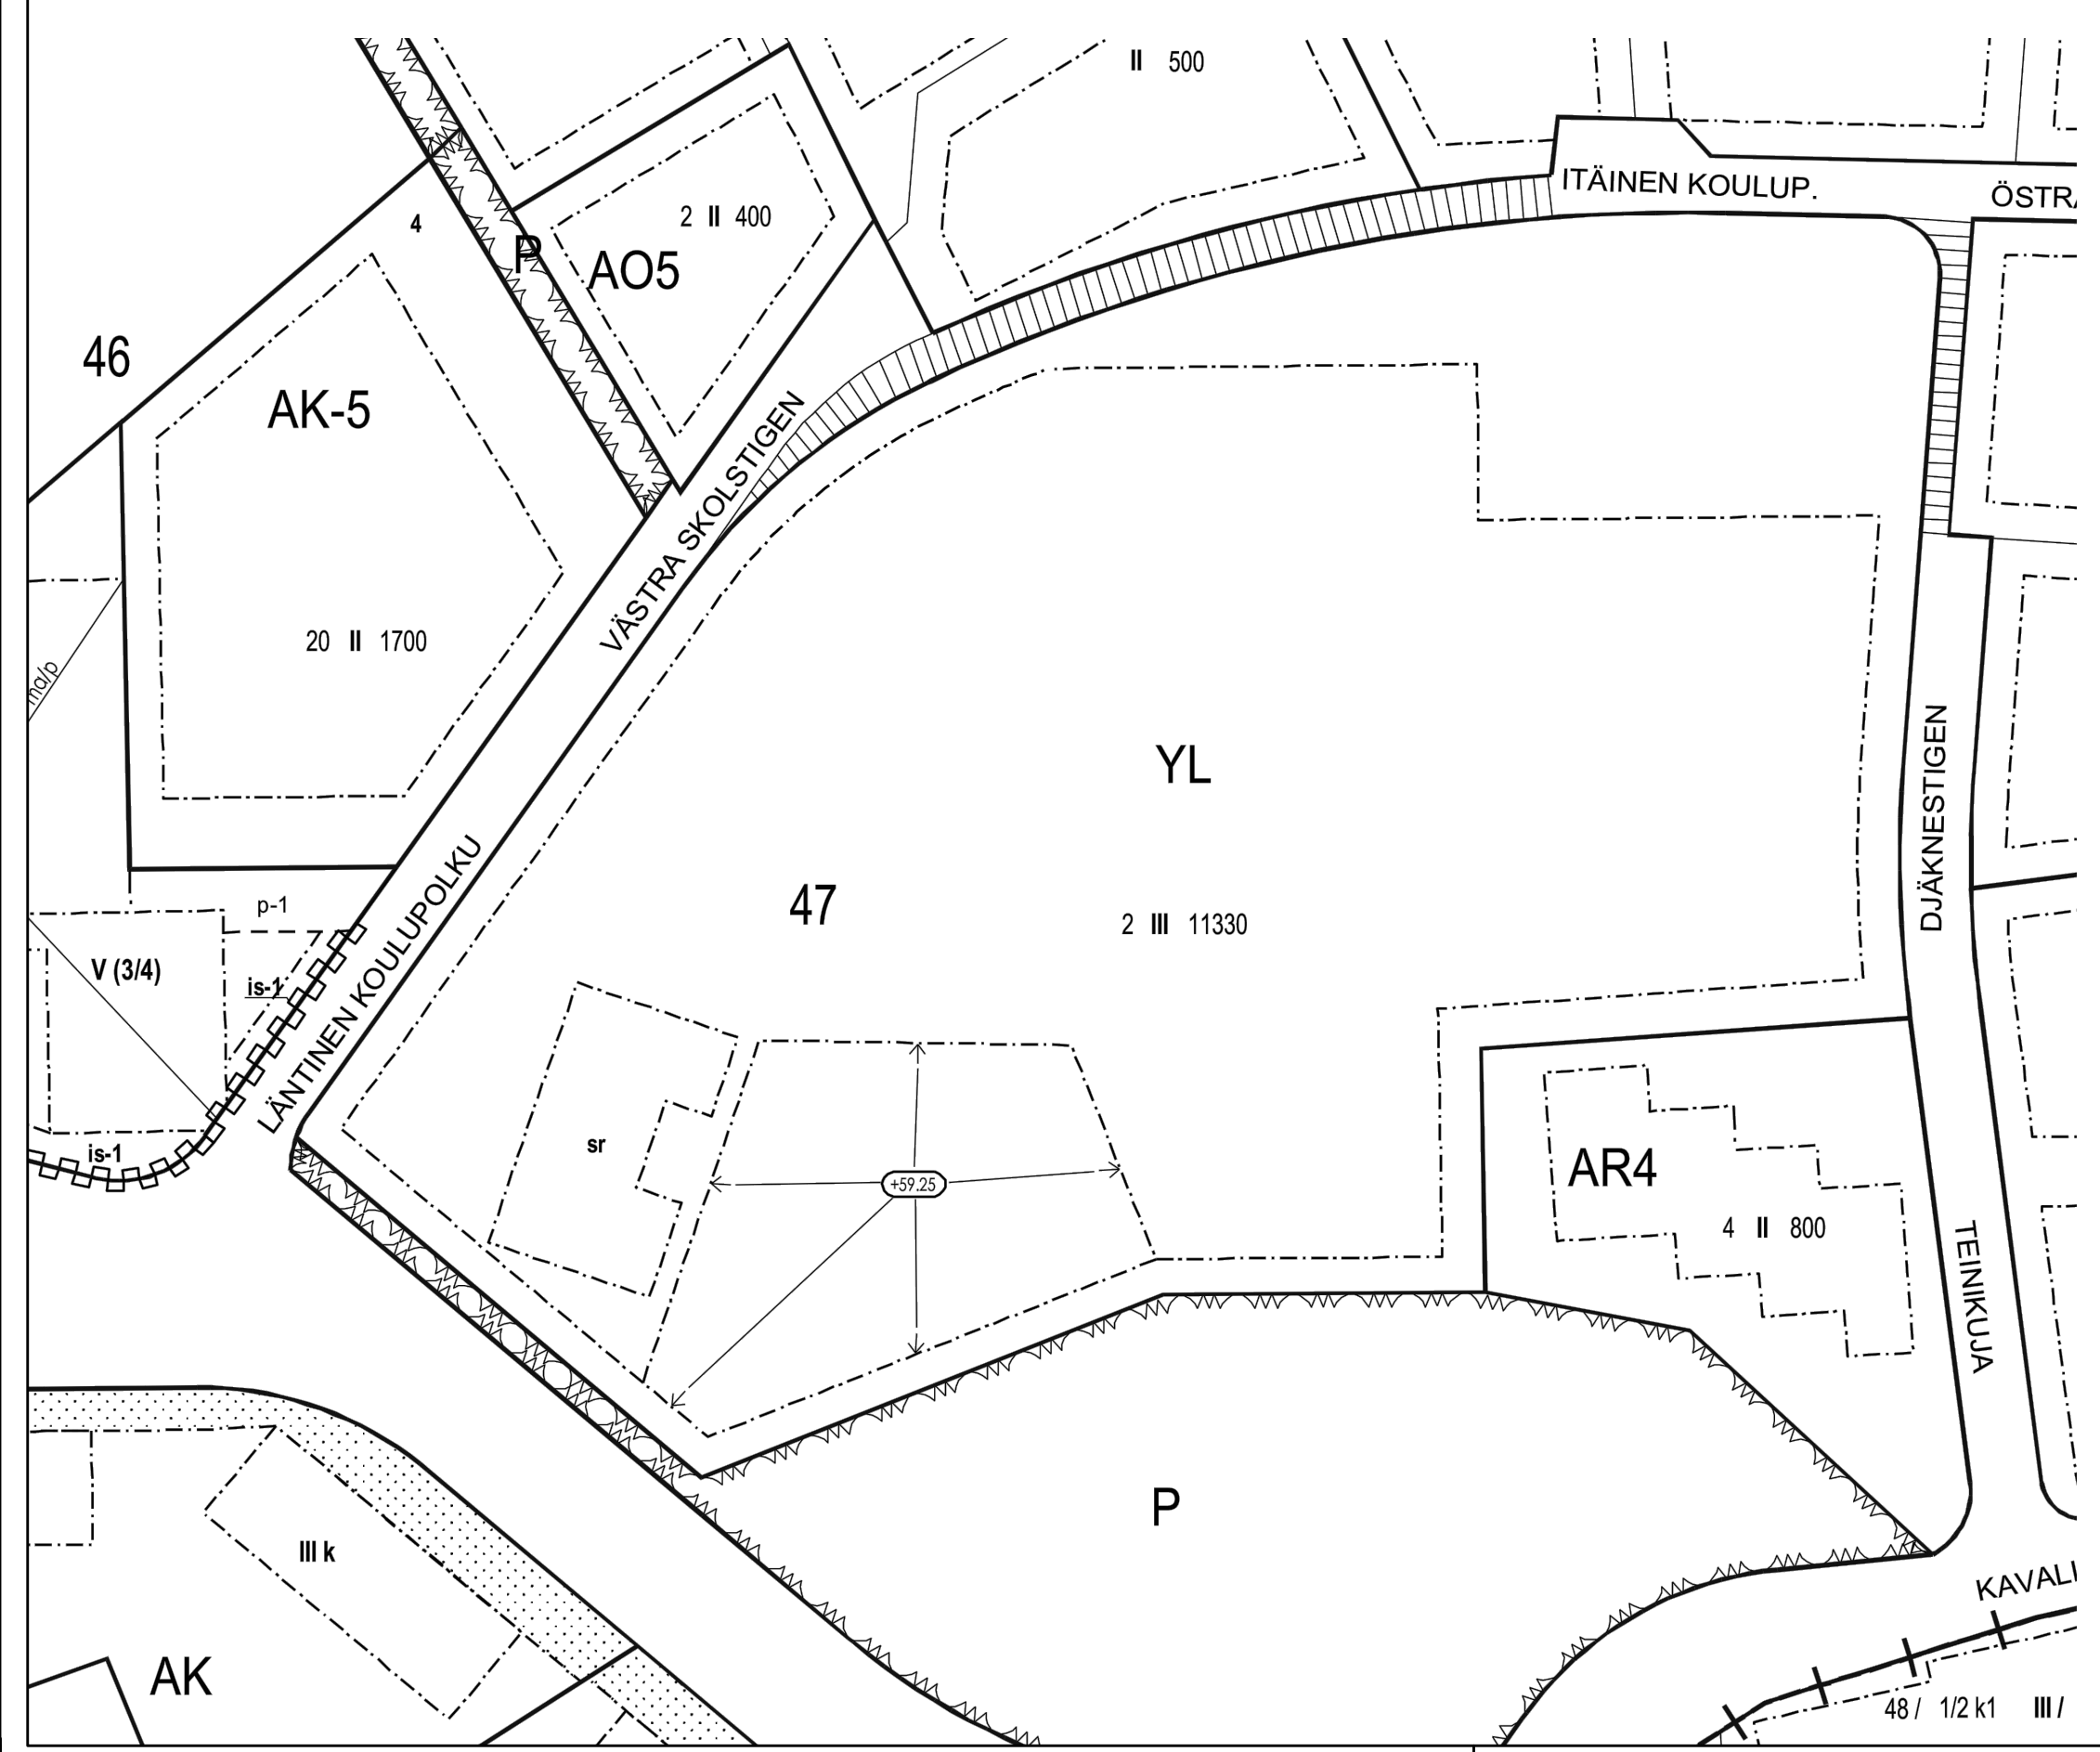 II 500
ITÄINEN KOULUP.
ÖSTRA
4
P
2 II 400
AO5
46
AK-5
VÄSTRA SKOLSTIGEN
20 II 1700
ma/p
YL
DJÄKNESTIGEN
47
2 III 11330
p-1
V (3/4)
is-1
LÄNTINEN KOULUPOLKU
is-1
sr
+59.25
AR4
4 II 800
TEINIKUJA
P
III k
KAVALL
AK
48 / 1/2 k1 III /